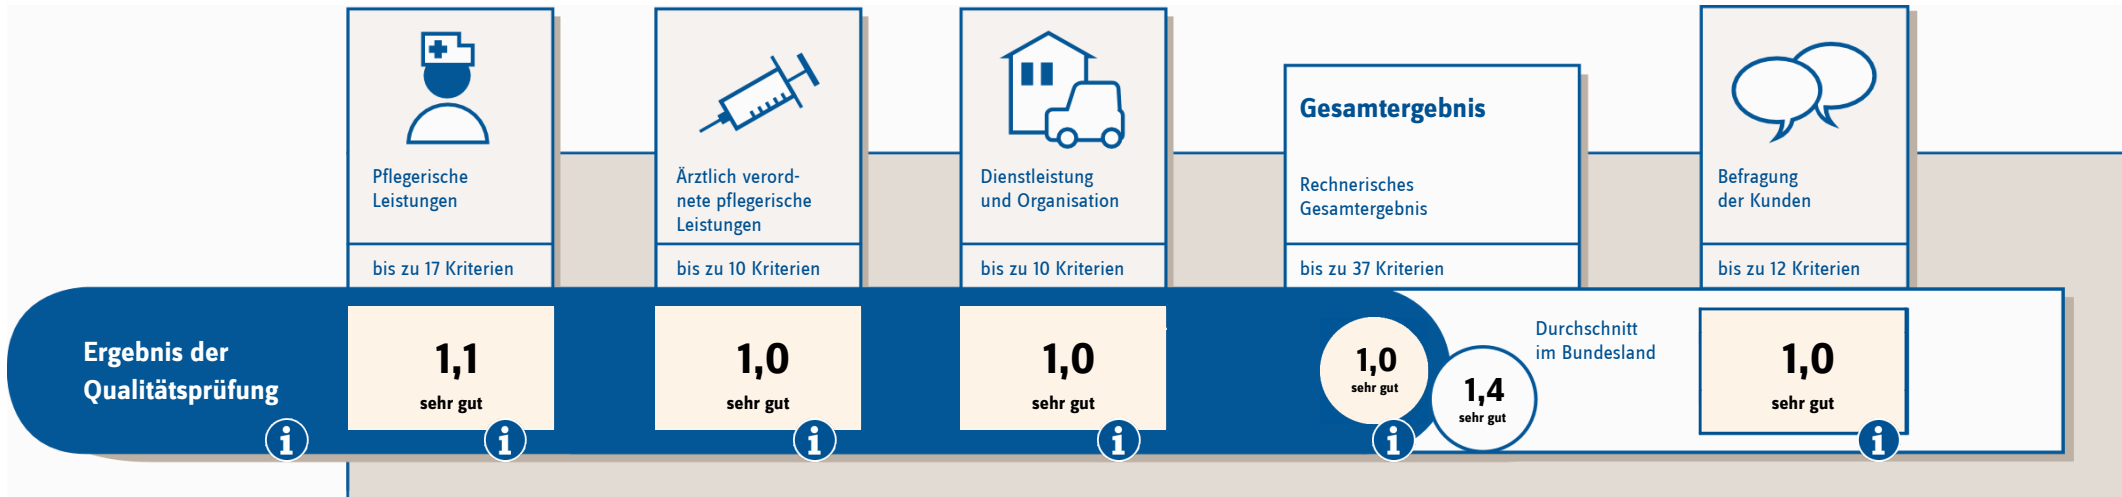 Pflegerische
Leistungen
bis zu 17 Kriterien
Ärztlich verord-
nete pflegerische
Leistungen
bis zu 10 Kriterien
Dienstleistung
und Organisation
bis zu 10 Kriterien
Gesamtergebnis
Rechnerisches
Gesamtergebnis
bis zu 37 Kriterien
Befragung
der Kunden
bis zu 12 Kriterien
Ergebnis der
Qualitätsprüfung
i
1,1
sehr gut
i
1,0
sehr gut
i
1,0
sehr gut
i
1,0
sehr gut
i
1,4
sehr gut
Durchschnitt
im Bundesland
1,0
sehr gut
i